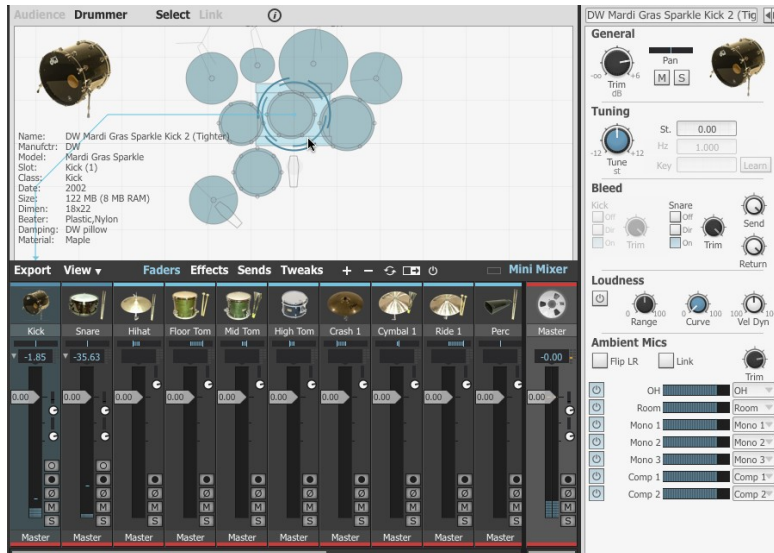 Audience Drummer Select Link i
Name: DW Mardi Gras Sparkle Kick 2 (Tighter)
Manufctr: DW
Model: Mardi Gras Sparkle
Slot: Kick (1)
Class: Kick
Date: 2002
Size: 122 MB (8 MB RAM)
Dimen: 18x22
Beater: Plastic,Nylon
Damping: DW pillow
Material: Maple
Export View ▾ Faders Effects Sends Tweaks + − Mini Mixer
Kick Snare Hihat Floor Tom Mid Tom High Tom Crash 1 Cymbal 1 Ride 1 Perc Master
-1.85 -35.63 -0.00
0.00 0.00 0.00 0.00 0.00 0.00 0.00 0.00 0.00 0.00 0.00
Ø Ø Ø Ø Ø Ø Ø Ø Ø Ø Ø
M M M M M M M M M M M
S S S S S S S S S S S
Master Master Master Master Master Master Master Master Master Master
DW Mardi Gras Sparkle Kick 2 (Tig
General
-∞ +6
Trim
dB
Pan
M S
Tuning
-12 +12
Tune
st
St. 0.00
Hz 1.000
Key Learn
Bleed
Kick Snare
Off Off
Dir Dir
On Trim On Trim
Send
Return
Loudness
0 100 0 100
Range Curve Vel Dyn
Ambient Mics
Flip LR Link Trim
OH OH
Room Room
Mono 1 Mono 1
Mono 2 Mono 2
Mono 3 Mono 3
Comp 1 Comp 1
Comp 2 Comp 2